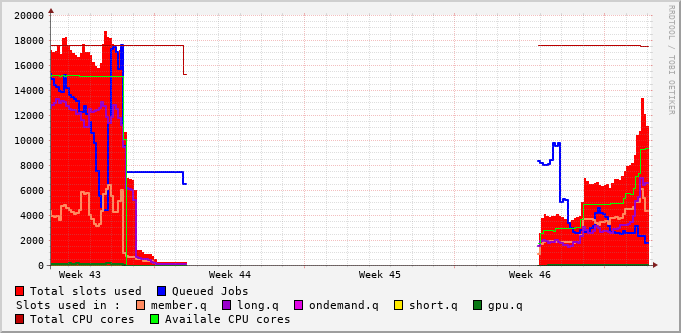 20000
18000
16000
14000
12000
10000
8000
6000
4000
2000
0
Week 43 Week 44 Week 45 Week 46
Total slots used Queued Jobs
Slots used in : member.q long.q ondemand.q short.q gpu.q
Total CPU cores Availale CPU cores
RRDTOOL / TOBI OETIKER